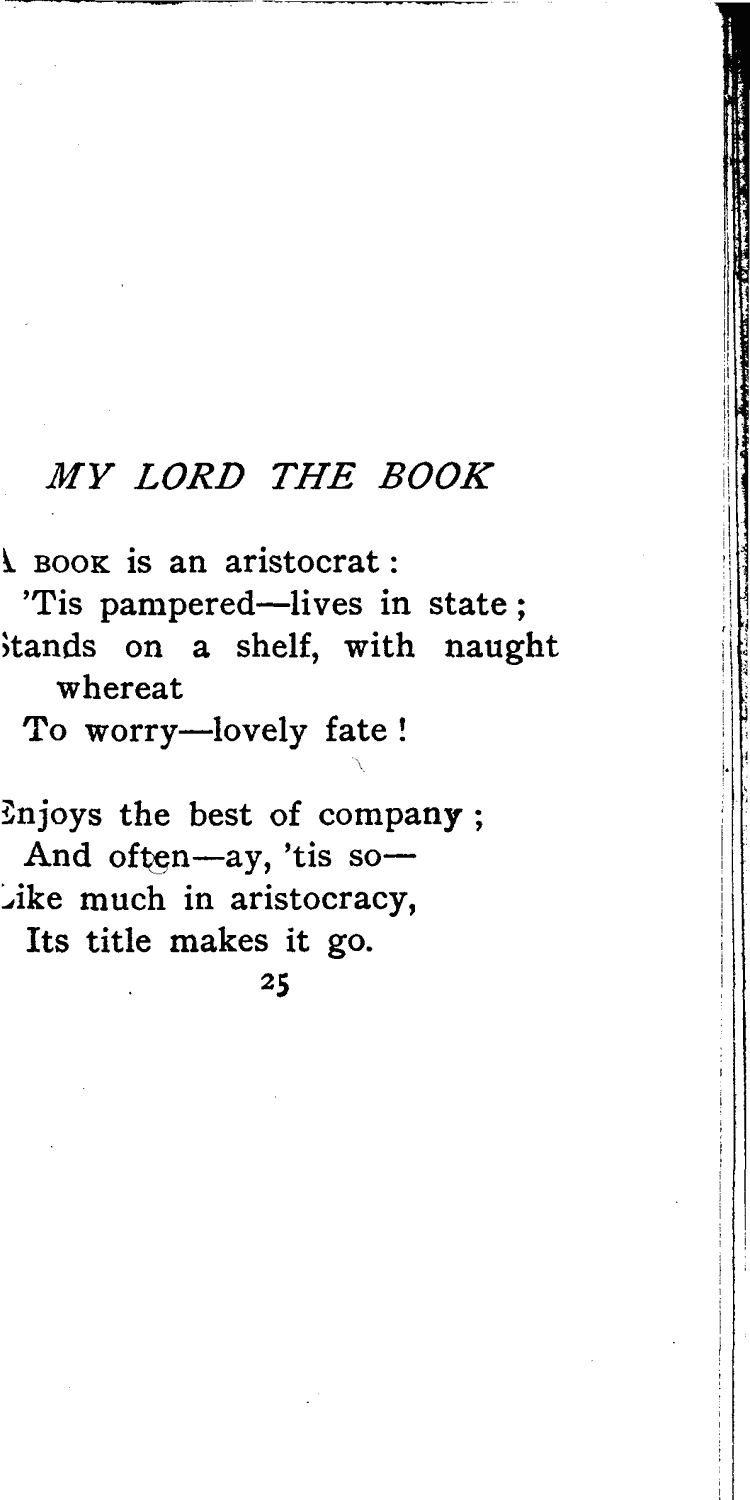 MY LORD THE BOOK
A BOOK is an aristocrat :
'Tis pampered—lives in state ;
Stands on a shelf, with naught
whereat
To worry—lovely fate !
Enjoys the best of company ;
And often—ay, 'tis so—
Like much in aristocracy,
Its title makes it go.
25